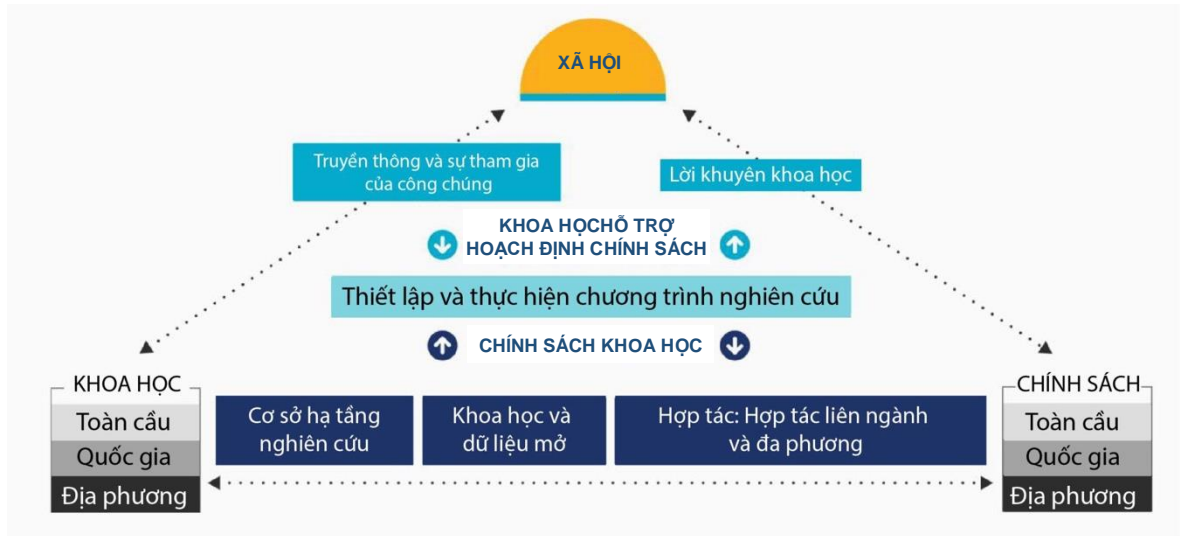 XÃ HỘI
Truyền thông và sự tham gia
của công chúng
Lời khuyên khoa học
KHOA HỌCHỖ TRỢ
HOẠCH ĐỊNH CHÍNH SÁCH
Thiết lập và thực hiện chương trình nghiên cứu
CHÍNH SÁCH KHOA HỌC
KHOA HỌC
Toàn cầu
Quốc gia
Địa phương
Cơ sở hạ tầng
nghiên cứu
Khoa học và
dữ liệu mở
Hợp tác: Hợp tác liên ngành
và đa phương
CHÍNH SÁCH
Toàn cầu
Quốc gia
Địa phương